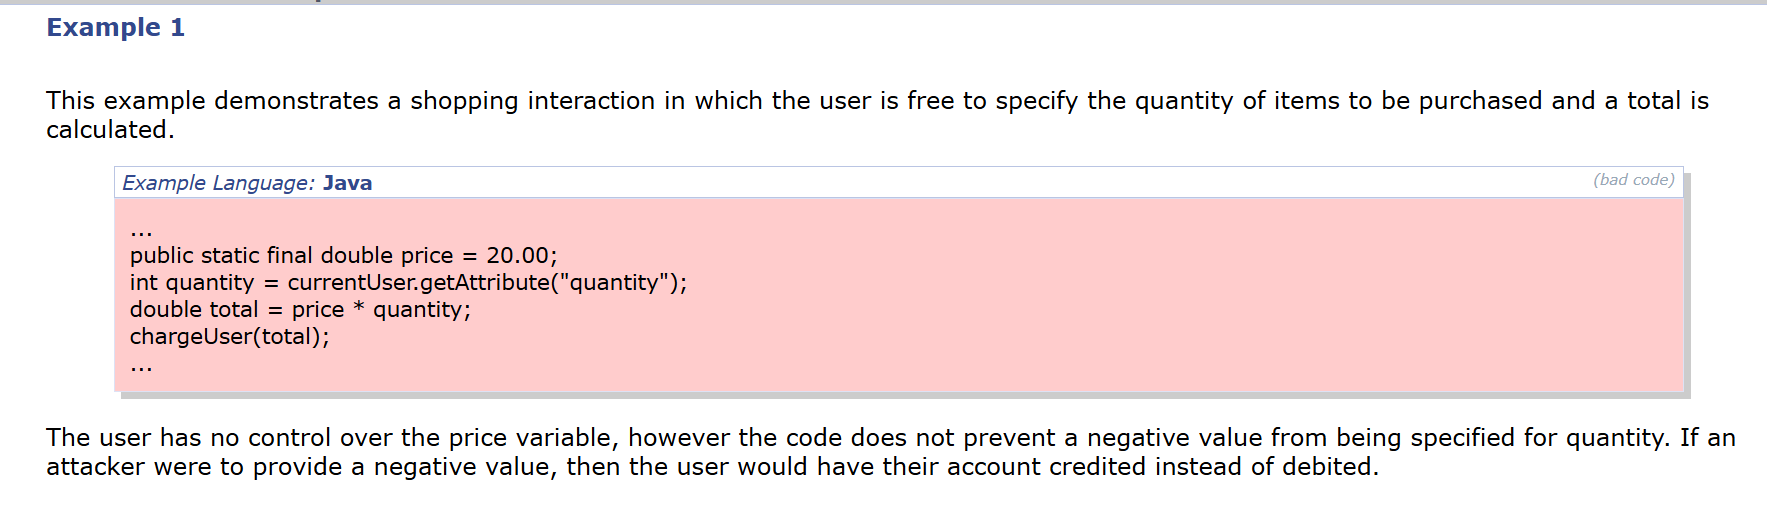 Example 1
This example demonstrates a shopping interaction in which the user is free to specify the quantity of items to be purchased and a total is
calculated.
Example Language: Java
(bad code)
...
public static final double price = 20.00;
int quantity = currentUser.getAttribute("quantity");
double total = price * quantity;
chargeUser(total);
...
The user has no control over the price variable, however the code does not prevent a negative value from being specified for quantity. If an
attacker were to provide a negative value, then the user would have their account credited instead of debited.